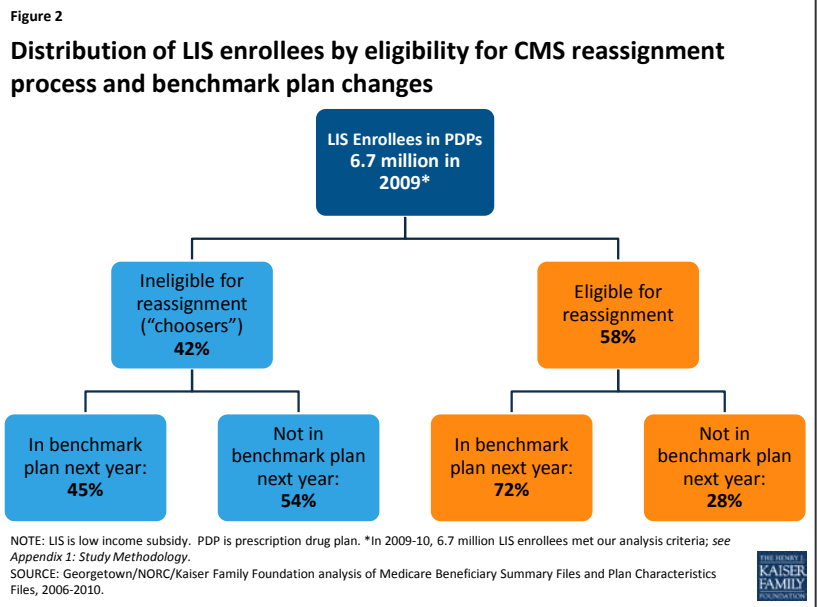 Figure 2
Distribution of LIS enrollees by eligibility for CMS reassignment
process and benchmark plan changes
LIS Enrollees in PDPs
6.7 million in
2009*
Ineligible for
reassignment
(“choosers”)
42%
Eligible for
reassignment
58%
In benchmark
plan next year:
45%
Not in
benchmark plan
next year:
54%
In benchmark
plan next year:
72%
Not in
benchmark plan
next year:
28%
NOTE: LIS is low income subsidy.  PDP is prescription drug plan. *In 2009-10, 6.7 million LIS enrollees met our analysis criteria; see
Appendix 1: Study Methodology.
SOURCE: Georgetown/NORC/Kaiser Family Foundation analysis of Medicare Beneficiary Summary Files and Plan Characteristics
Files, 2006-2010.
THE HENRY J.
KAISER
FAMILY
FOUNDATION